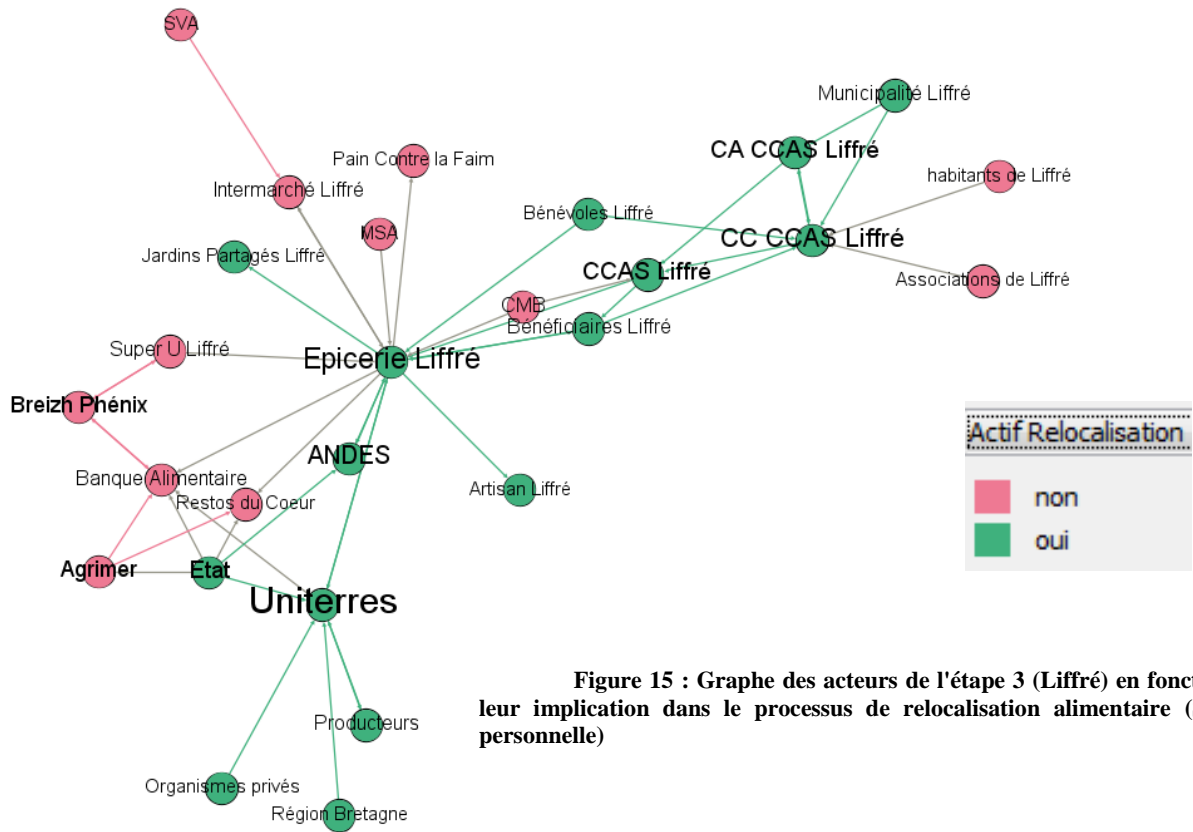 SVA
Municipalité Liffré
CA CCAS Liffré
Pain Contre la Faim
habitants de Liffré
Intermarché Liffré
Bénévoles Liffré
MSA
CC CCAS Liffré
Jardins Partagés Liffré
CCAS Liffré
Associations de Liffré
CMB
Bénéficiaires Liffré
Super U Liffré
Epicerie Liffré
Breizh Phénix
Actif Relocalisation
ANDES
Banque Alimentaire
Artisan Liffré
Restos du Coeur
non
oui
Agrimer
Etat
Uniterres
Figure 15 : Graphe des acteurs de l'étape 3 (Liffré) en fonct
leur implication dans le processus de relocalisation alimentaire (
personnelle)
Producteurs
Organismes privés
Région Bretagne